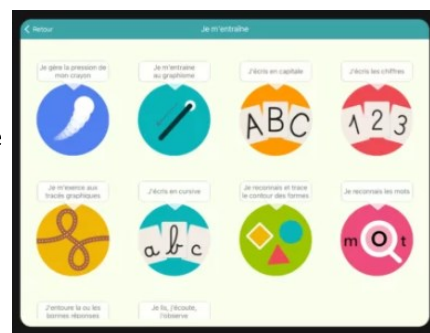 Retour
Je m'entraîne
Je gère la pression de
mon crayon
Je m'entraîne
au graphisme
J'écris en capitale
J'écris les chiffres
ABC
1 2 3
Je m'exerce aux
tracés graphiques
J'écris en cursive
Je reconnais et trace
le contour des formes
Je reconnais les mots
a b c
m O t
J'entoure la ou les
bonnes réponses
Je lis, j'écoute,
j'observe
e